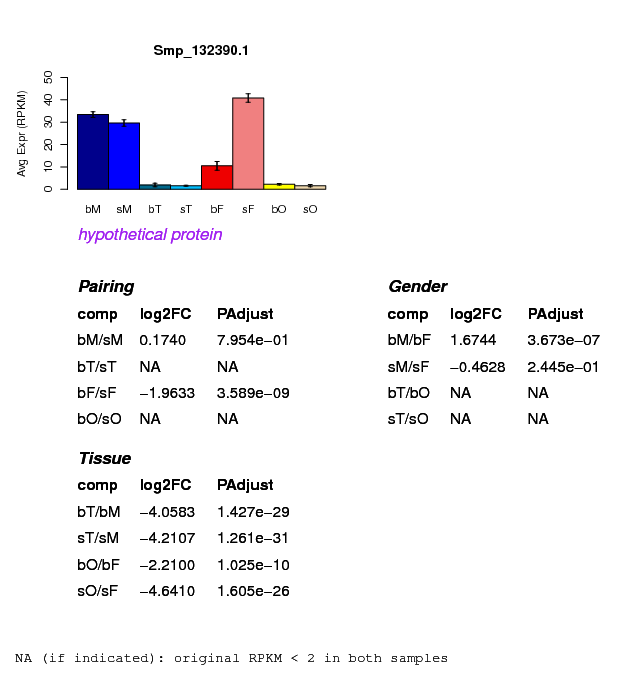 Smp_132390.1
Avg Expr (RPKM)
0 10 20 30 40 50
bM sM bT sT bF sF bO sO
hypothetical protein
Pairing
comp log2FC PAdjust
bM/sM 0.1740 7.954e−01
bT/sT NA NA
bF/sF −1.9633 3.589e−09
bO/sO NA NA
Gender
comp log2FC PAdjust
bM/bF 1.6744 3.673e−07
sM/sF −0.4628 2.445e−01
bT/bO NA NA
sT/sO NA NA
Tissue
comp log2FC PAdjust
bT/bM −4.0583 1.427e−29
sT/sM −4.2107 1.261e−31
bO/bF −2.2100 1.025e−10
sO/sF −4.6410 1.605e−26
NA (if indicated): original RPKM < 2 in both samples